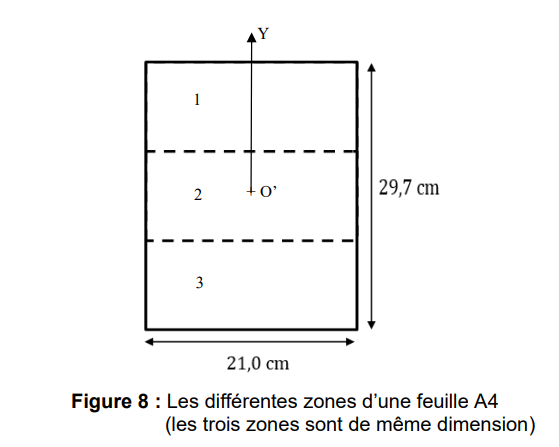 Y
1
2
O’
29,7 cm
3
21,0 cm
Figure 8 : Les différentes zones d’une feuille A4
(les trois zones sont de même dimension)